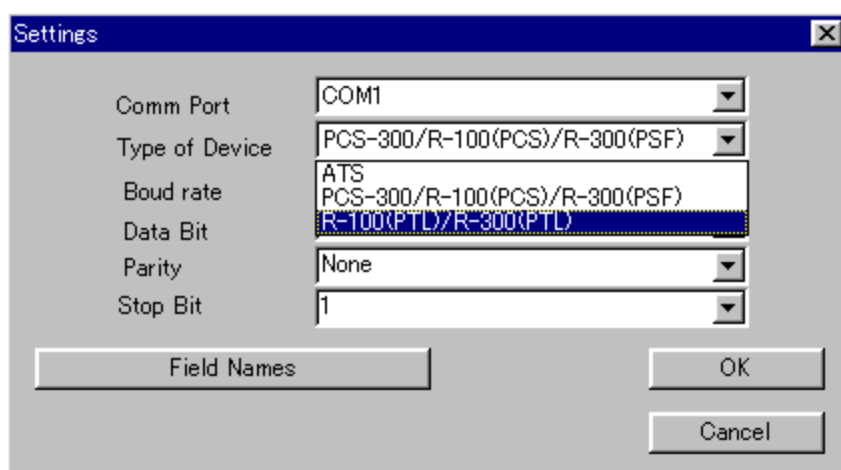 Settings
Comm Port
COM1
Type of Device
PCS-300/R-100(PCS)/R-300(PSF)
ATS
PCS-300/R-100(PCS)/R-300(PSF)
R-100(PTL)/R-300(PTL)
Boud rate
Data Bit
Parity
None
Stop Bit
1
Field Names
OK
Cancel